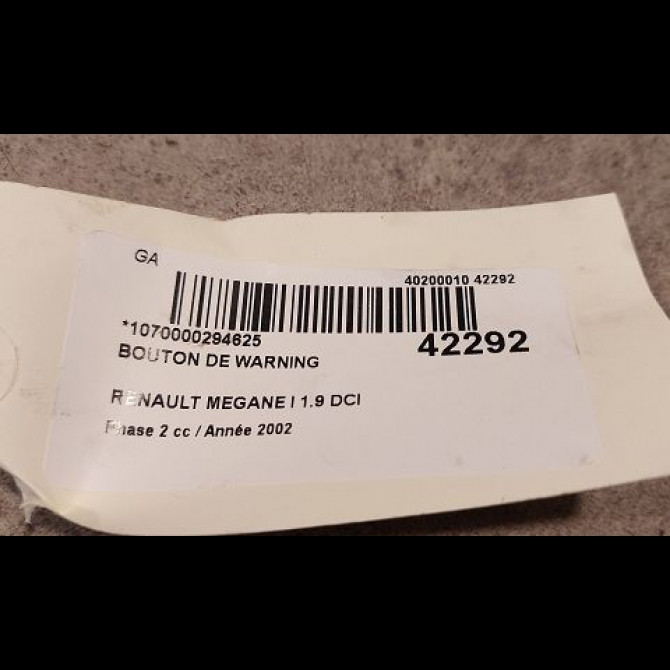 GA
40200010 42292
*1070000294625
42292
BOUTON DE WARNING
RENAULT MEGANE I 1.9 DCI
Phase 2 cc / Année 2002